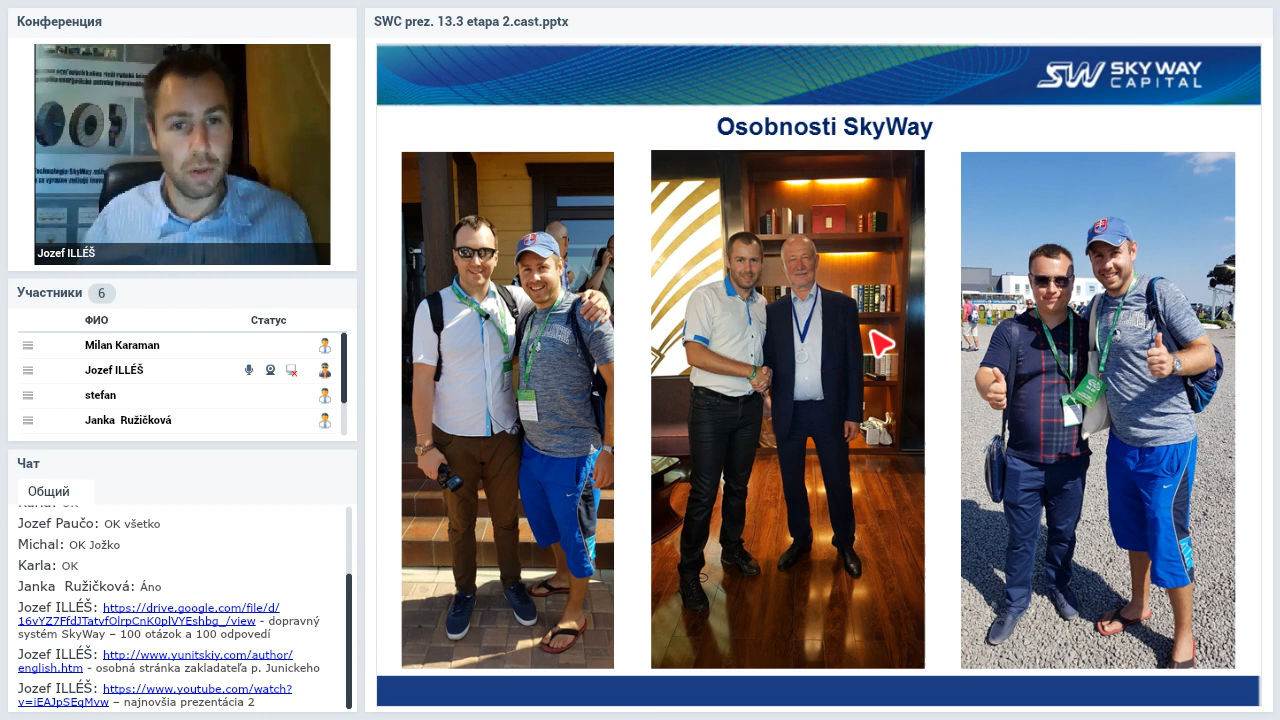 Конференция
Jozef ILLÉŠ
Участники 6
ФИО Статус
Milan Karaman
Jozef ILLÉŠ
stefan
Janka Ružičková
Чат
Общий
Jozef Paučo: OK všetko
Michal: OK Jožko
Karla: OK
Janka Ružičková: Áno
Jozef ILLÉŠ: https://drive.google.com/file/d/
16vYZ7FfdJTatvfOlrpCnK0plVYEshbg_/view - dopravný
systém SkyWay – 100 otázok a 100 odpovedí
Jozef ILLÉŠ: http://www.yunitskiy.com/author/
english.htm - osobná stránka zakladateľa p. Junickeho
Jozef ILLÉŠ: https://www.youtube.com/watch?
v=iEAJpSEqMvw – najnovšia prezentácia 2
SWC prez. 13.3 etapa 2.cast.pptx
SW SKY WAY
CAPITAL
Osobnosti SkyWay